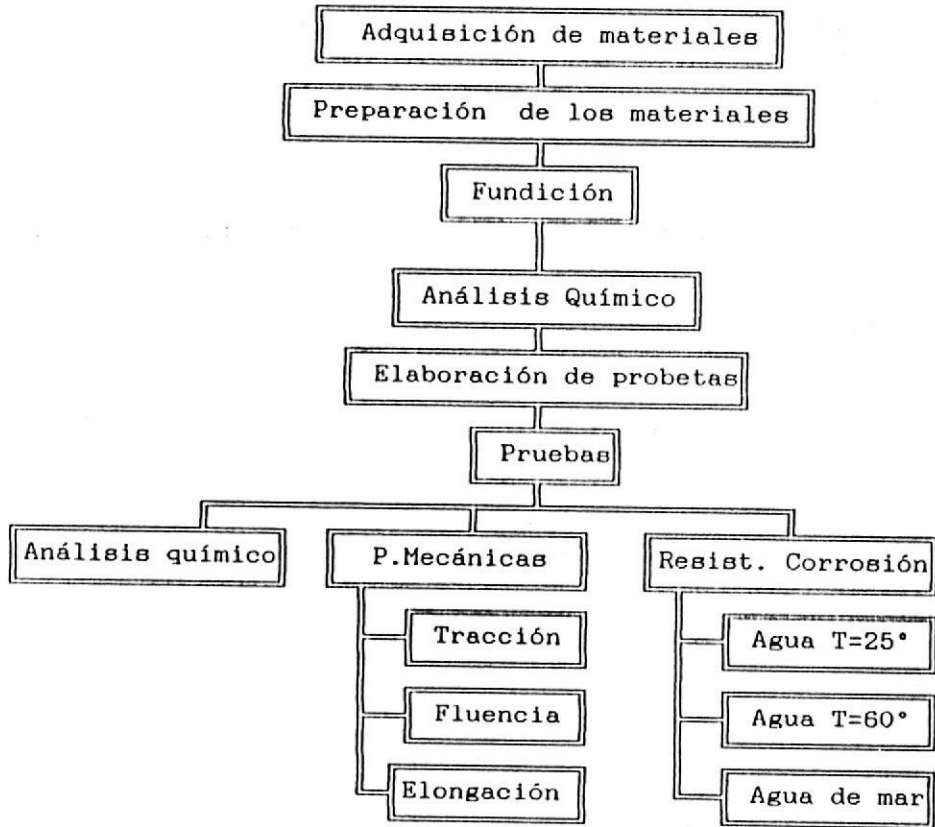 Adquisición de materiales
Preparación de los materiales
Fundición
Análisis Químico
Elaboración de probetas
Pruebas
Análisis químico
P.Mecánicas
Resist. Corrosión
Tracción
Agua T=25°
Fluencia
Agua T=60°
Elongación
Agua de mar